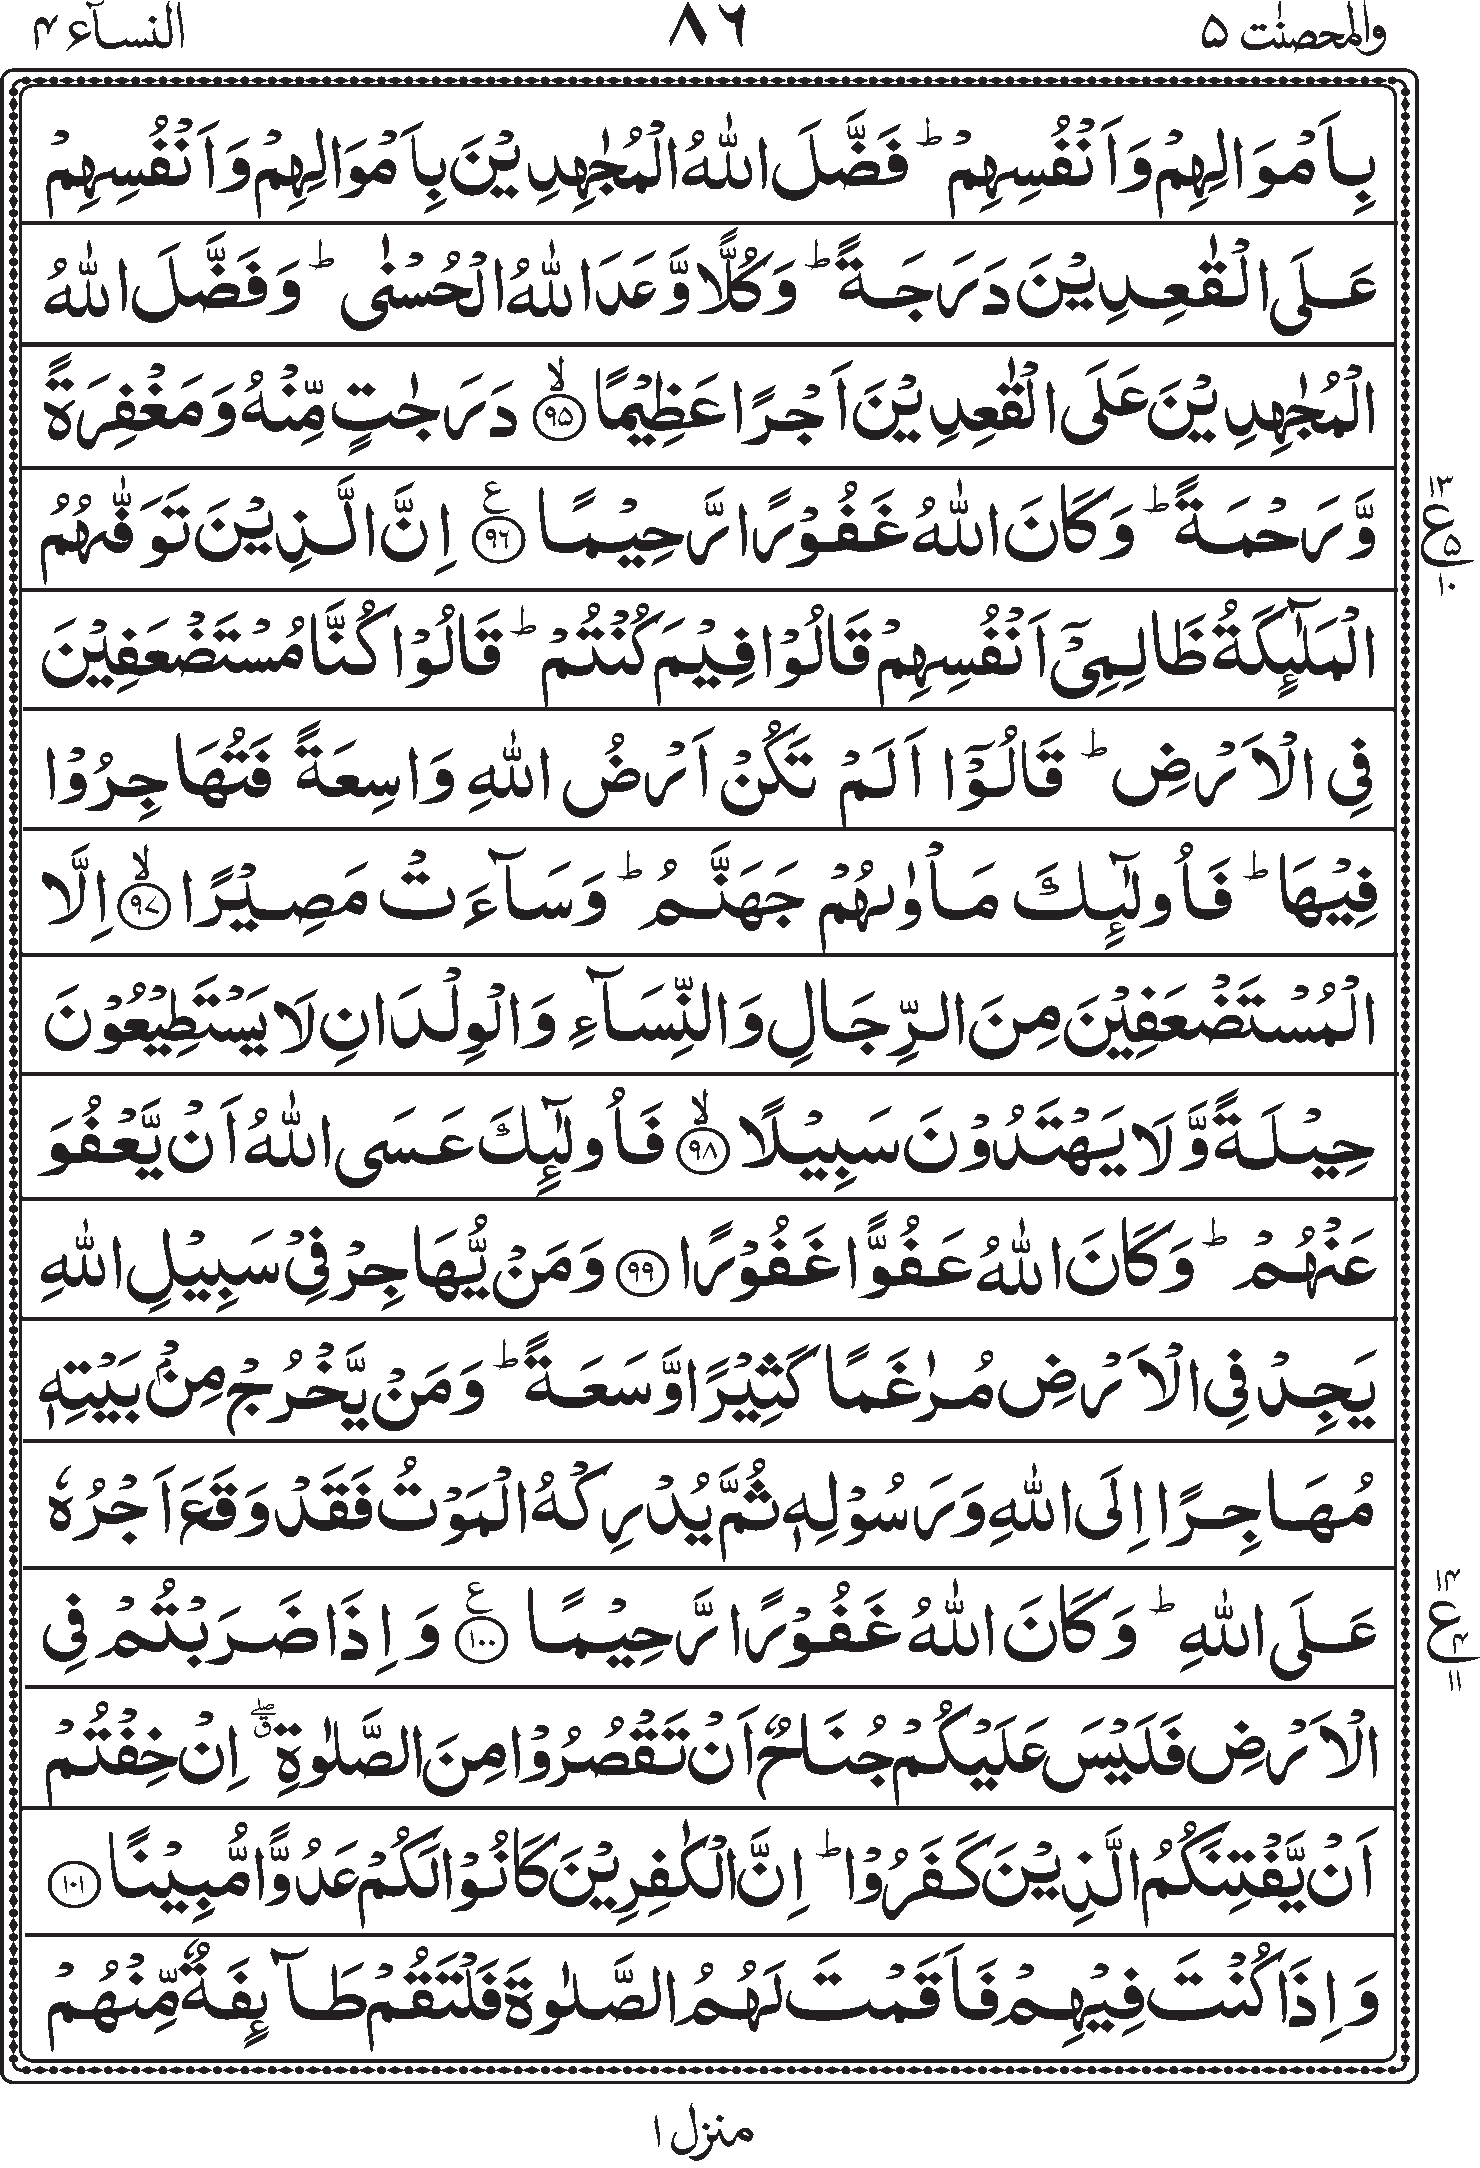 والمحصنٰت ۵
۸۶
النسآء ۴
بِاَمْوَالِهِمْ وَاَنْفُسِهِمْ ؕ فَضَّلَ اللّٰهُ الْمُجٰهِدِيْنَ بِاَمْوَالِهِمْ وَاَنْفُسِهِمْ
عَلَى الْقٰعِدِيْنَ دَرَجَةً ؕ وَكُلًّا وَّعَدَ اللّٰهُ الْحُسْنٰى ؕ وَفَضَّلَ اللّٰهُ
الْمُجٰهِدِيْنَ عَلَى الْقٰعِدِيْنَ اَجْرًا عَظِيْمًا ۙ۹۵ دَرَجٰتٍ مِّنْهُ وَمَغْفِرَةً
وَّرَحْمَةً ؕ وَكَانَ اللّٰهُ غَفُوْرًا رَّحِيْمًا ۹۶ ع اِنَّ الَّذِيْنَ تَوَفّٰٮهُمُ
۱۳ ع ۵ ۱۰
الْمَلٰٓئِكَةُ ظَالِمِىْۤ اَنْفُسِهِمْ قَالُوْا فِيْمَ كُنْتُمْ ؕ قَالُوْا كُنَّا مُسْتَضْعَفِيْنَ
فِى الْاَرْضِ ؕ قَالُوْۤا اَلَمْ تَكُنْ اَرْضُ اللّٰهِ وَاسِعَةً فَتُهَاجِرُوْا
فِيْهَا ؕ فَاُولٰٓئِكَ مَاْوٰٮهُمْ جَهَنَّمُ ؕ وَسَآءَتْ مَصِيْرًا ۙ۹۷ اِلَّا
الْمُسْتَضْعَفِيْنَ مِنَ الرِّجَالِ وَالنِّسَآءِ وَالْوِلْدَانِ لَا يَسْتَطِيْعُوْنَ
حِيْلَةً وَّلَا يَهْتَدُوْنَ سَبِيْلًا ۙ۹۸ فَاُولٰٓئِكَ عَسَى اللّٰهُ اَنْ يَّعْفُوَ
عَنْهُمْ ؕ وَكَانَ اللّٰهُ عَفُوًّا غَفُوْرًا ۹۹ وَمَنْ يُّهَاجِرْ فِىْ سَبِيْلِ اللّٰهِ
يَجِدْ فِى الْاَرْضِ مُرٰغَمًا كَثِيْرًا وَّسَعَةً ؕ وَمَنْ يَّخْرُجْ مِنْۢ بَيْتِهٖ
مُهَاجِرًا اِلَى اللّٰهِ وَرَسُوْلِهٖ ثُمَّ يُدْرِكْهُ الْمَوْتُ فَقَدْ وَقَعَ اَجْرُهٗ
عَلَى اللّٰهِ ؕ وَكَانَ اللّٰهُ غَفُوْرًا رَّحِيْمًا ۱۰۰ ع وَاِذَا ضَرَبْتُمْ فِى
۱۴ ع ۴ ۱۱
الْاَرْضِ فَلَيْسَ عَلَيْكُمْ جُنَاحٌ اَنْ تَقْصُرُوْا مِنَ الصَّلٰوةِ ۖق اِنْ خِفْتُمْ
اَنْ يَّفْتِنَكُمُ الَّذِيْنَ كَفَرُوْا ؕ اِنَّ الْكٰفِرِيْنَ كَانُوْا لَكُمْ عَدُوًّا مُّبِيْنًا ۱۰۱
وَاِذَا كُنْتَ فِيْهِمْ فَاَقَمْتَ لَهُمُ الصَّلٰوةَ فَلْتَقُمْ طَآئِفَةٌ مِّنْهُمْ
منزل ۱